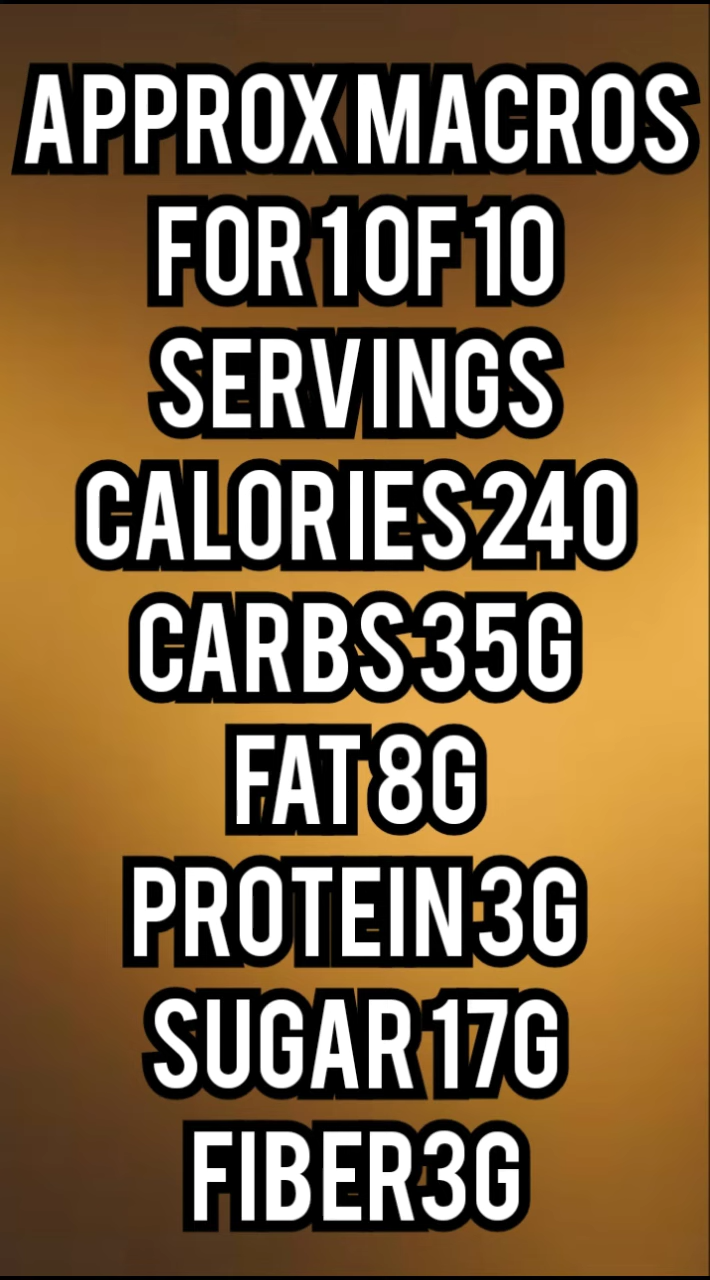 APPROX MACROS
FOR 1 OF 10
SERVINGS
CALORIES 240
CARBS 35G
FAT 8G
PROTEIN 3G
SUGAR 17G
FIBER 3G